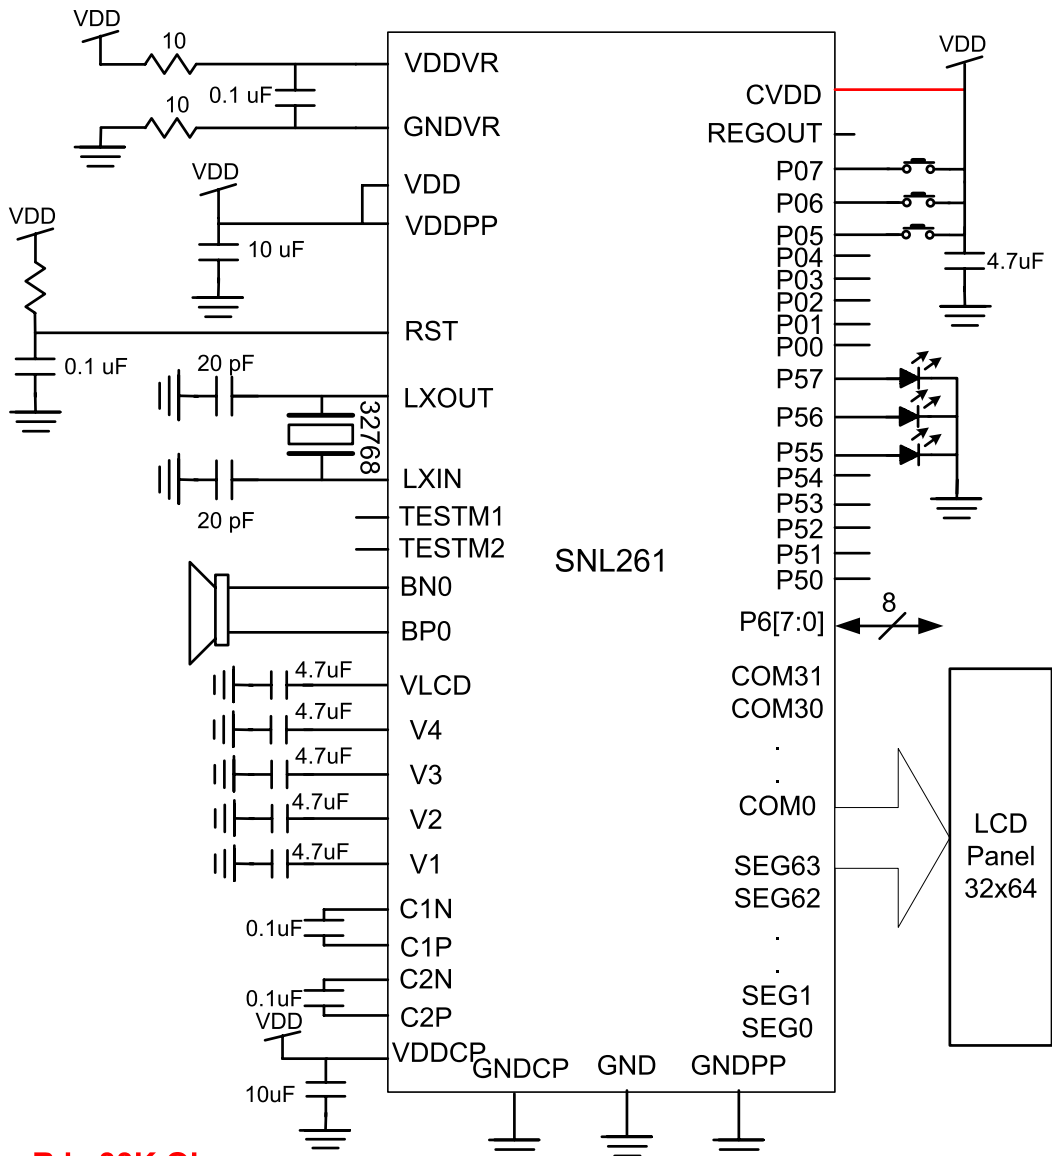 VDD
10
VDDVR
0.1 uF
10
GNDVR
VDD
VDD
VDDPP
10 uF
VDD
RST
0.1 uF
20 pF
LXOUT
32768
LXIN
20 pF
TESTM1
TESTM2
BN0
BP0
4.7uF
VLCD
4.7uF
V4
4.7uF
V3
4.7uF
V2
4.7uF
V1
C1N
0.1uF
C1P
C2N
0.1uF
C2P
VDD
VDDCP
10uF
GNDCP
GND
GNDPP
SNL261
VDD
CVDD
REGOUT
P07
P06
P05
P04
4.7uF
P03
P02
P01
P00
P57
P56
P55
P54
P53
P52
P51
P50
8
P6[7:0]
COM31
COM30
.
.
COM0
SEG63
SEG62
.
.
SEG1
SEG0
LCD
Panel
32x64